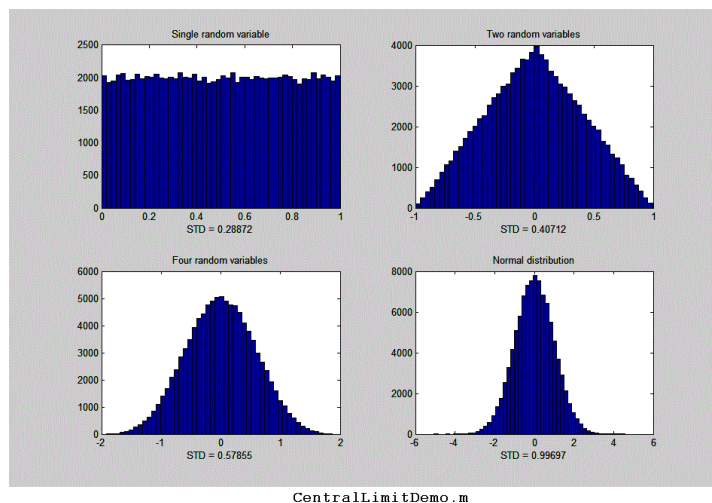 Single random variable
2500
2000
1500
1000
500
0
0 0.2 0.4 0.6 0.8 1
STD = 0.28872
Two random variables
4000
3000
2000
1000
0
-1 -0.5 0 0.5 1
STD = 0.40712
Four random variables
6000
5000
4000
3000
2000
1000
0
-2 -1 0 1 2
STD = 0.57855
Normal distribution
8000
6000
4000
2000
0
-6 -4 -2 0 2 4 6
STD = 0.99697
CentralLimitDemo.m